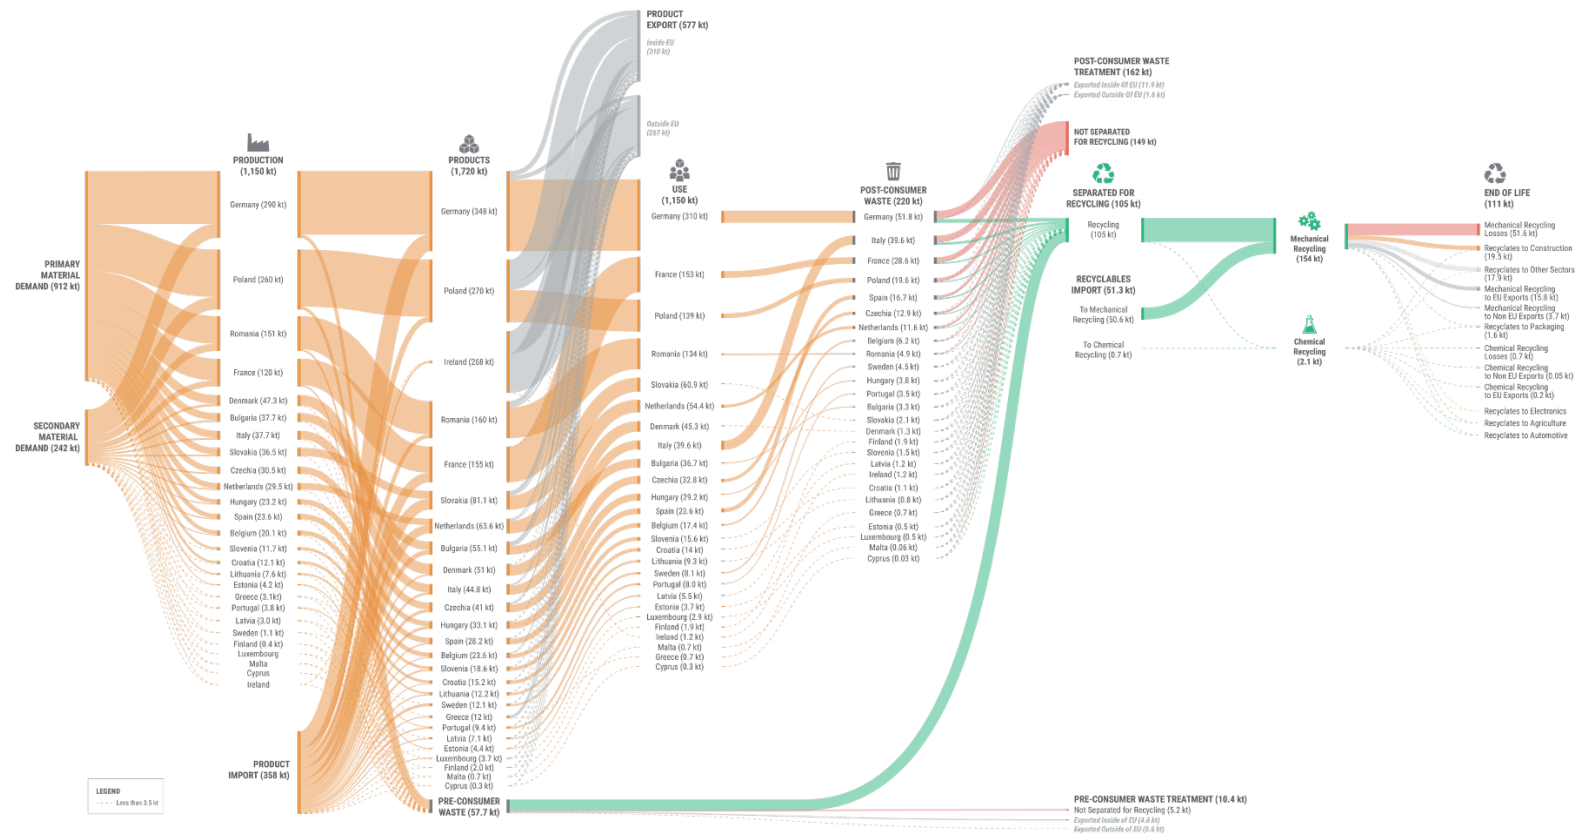 PRIMARY
MATERIAL
DEMAND (912 kt)
SECONDARY
MATERIAL
DEMAND (242 kt)
PRODUCTION
(1,150 kt)
Germany (290 kt)
Poland (260 kt)
Romania (151 kt)
France (120 kt)
Denmark (47.3 kt)
Bulgaria (37.7 kt)
Italy (37.7 kt)
Slovakia (36.5 kt)
Czechia (30.5 kt)
Netherlands (29.5 kt)
Hungary (23.2 kt)
Spain (23.6 kt)
Belgium (20.1 kt)
Slovenia (11.7 kt)
Croatia (12.1 kt)
Lithuania (7.6 kt)
Estonia (4.2 kt)
Greece (3.1kt)
Portugal (3.8 kt)
Latvia (3.0 kt)
Sweden (1.1 kt)
Finland (0.4 kt)
Luxembourg
Malta
Cyprus
Ireland
PRODUCT
IMPORT (358 kt)
LEGEND
Less than 3.5 kt
PRODUCTS
(1,720 kt)
Germany (348 kt)
Poland (270 kt)
Ireland (268 kt)
Romania (160 kt)
France (155 kt)
Slovakia (81.1 kt)
Netherlands (63.6 kt)
Bulgaria (55.1 kt)
Denmark (51 kt)
Italy (44.8 kt)
Czechia (41 kt)
Hungary (33.1 kt)
Spain (28.2 kt)
Belgium (23.6 kt)
Slovenia (18.6 kt)
Croatia (15.2 kt)
Lithuania (12.2 kt)
Sweden (12.1 kt)
Greece (12 kt)
Portugal (9.4 kt)
Latvia (7.1 kt)
Estonia (4.4 kt)
Luxembourg (3.7 kt)
Finland (2.0 kt)
Malta (0.7 kt)
Cyprus (0.3 kt)
PRE-CONSUMER
WASTE (57.7 kt)
PRODUCT
EXPORT (577 kt)
Inside EU
(310 kt)
Outside EU
(267 kt)
USE
(1,150 kt)
Germany (310 kt)
France (153 kt)
Poland (139 kt)
Romania (134 kt)
Slovakia (60.9 kt)
Netherlands (54.4 kt)
Denmark (45.3 kt)
Italy (39.6 kt)
Bulgaria (36.7 kt)
Czechia (32.8 kt)
Hungary (29.2 kt)
Spain (23.6 kt)
Belgium (17.4 kt)
Slovenia (15.6 kt)
Croatia (14 kt)
Lithuania (9.3 kt)
Sweden (8.1 kt)
Portugal (8.0 kt)
Latvia (5.5 kt)
Estonia (3.7 kt)
Luxembourg (2.9 kt)
Finland (1.9 kt)
Ireland (1.2 kt)
Malta (0.7 kt)
Greece (0.7 kt)
Cyprus (0.3 kt)
POST-CONSUMER
WASTE (220 kt)
Germany (51.8 kt)
Italy (39.6 kt)
France (28.6 kt)
Poland (19.6 kt)
Spain (16.7 kt)
Czechia (12.9 kt)
Netherlands (11.6 kt)
Belgium (6.2 kt)
Romania (4.9 kt)
Sweden (4.5 kt)
Hungary (3.8 kt)
Portugal (3.5 kt)
Bulgaria (3.3 kt)
Slovakia (2.1 kt)
Denmark (1.3 kt)
Finland (1.9 kt)
Slovenia (1.5 kt)
Latvia (1.2 kt)
Ireland (1.2 kt)
Croatia (1.1 kt)
Lithuania (0.8 kt)
Greece (0.7 kt)
Estonia (0.5 kt)
Luxembourg (0.5 kt)
Malta (0.06 kt)
Cyprus (0.03 kt)
POST-CONSUMER WASTE
TREATMENT (162 kt)
Exported Inside Of EU (11.9 kt)
Exported Outside Of EU (1.6 kt)
NOT SEPARATED
FOR RECYCLING (149 kt)
SEPARATED FOR
RECYCLING (105 kt)
Recycling
(105 kt)
RECYCLABLES
IMPORT (51.3 kt)
To Mechanical
Recycling (50.6 kt)
To Chemical
Recycling (0.7 kt)
PRE-CONSUMER WASTE TREATMENT (10.4 kt)
Not Separated for Recycling (5.2 kt)
Exported Inside of EU (4.6 kt)
Exported Outside of EU (0.6 kt)
Mechanical
Recycling
(154 kt)
Chemical
Recycling
(2.1 kt)
END OF LIFE
(111 kt)
Mechanical Recycling
Losses (51.6 kt)
Recyclates to Construction
(19.5 kt)
Recyclates to Other Sectors
(17.9 kt)
Mechanical Recycling
to EU Exports (15.8 kt)
Mechanical Recycling
to Non EU Exports (3.7 kt)
Recyclates to Packaging
(1.6 kt)
Chemical Recycling
Losses (0.7 kt)
Chemical Recycling
to Non EU Exports (0.05 kt)
Chemical Recycling
to EU Exports (0.2 kt)
Recyclates to Electronics
Recyclates to Agriculture
Recyclates to Automotive